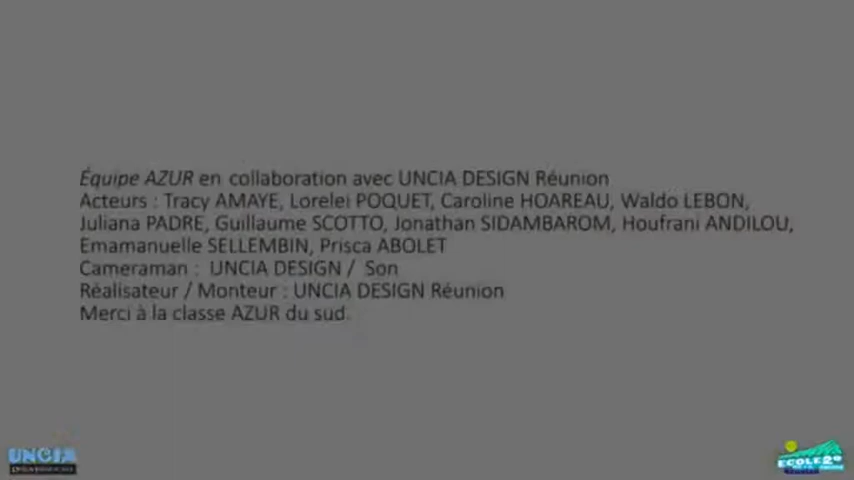 Équipe AZUR en collaboration avec UNCIA DESIGN Réunion
Acteurs : Tracy AMAYE, Lorelei POQUET, Caroline HOAREAU, Waldo LEBON,
Juliana PADRE, Guillaume SCOTTO, Jonathan SIDAMBAROM, Houfrani ANDILOU,
Emamanuelle SELLEMBIN, Prisca ABOLET
Cameraman : UNCIA DESIGN / Son
Réalisateur / Monteur : UNCIA DESIGN Réunion
Merci à la classe AZUR du sud.
UNCIA
ECOLE2e